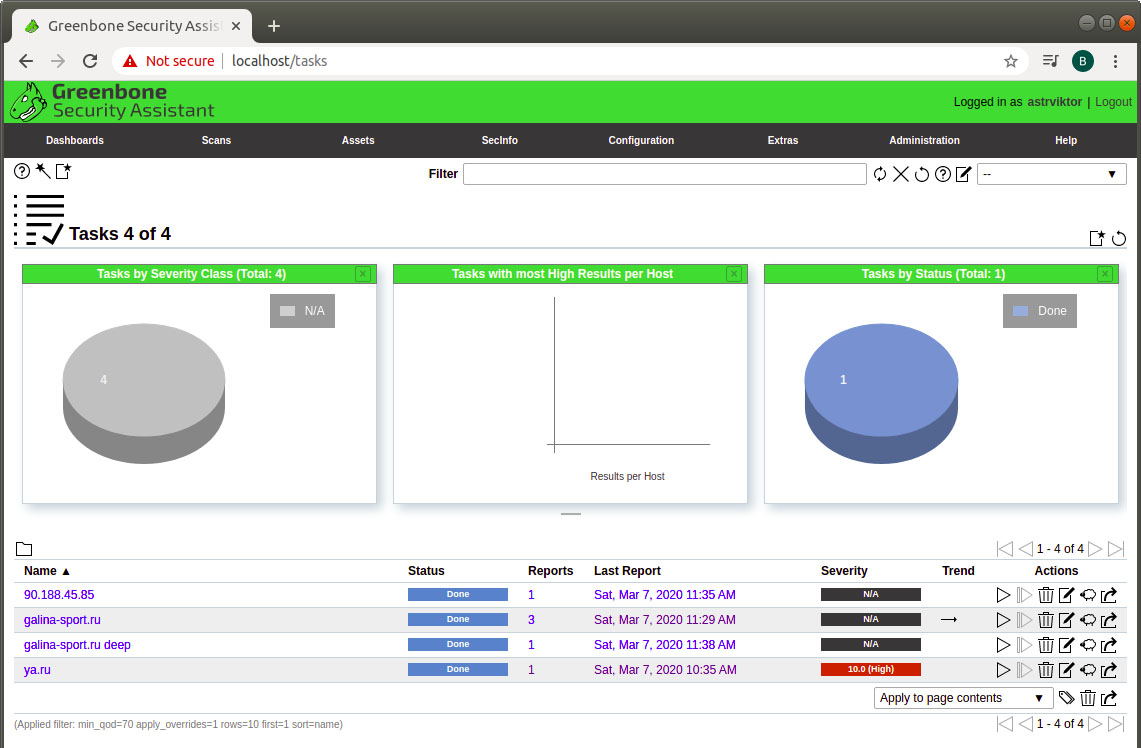 Greenbone Security Assis
Not secure localhost/tasks B
Greenbone
Security Assistant
Logged in as astrviktor | Logout
Dashboards Scans Assets SecInfo Configuration Extras Administration Help
Filter --
Tasks 4 of 4
Tasks by Severity Class (Total: 4)
N/A
4
Tasks with most High Results per Host
Results per Host
Tasks by Status (Total: 1)
Done
1
1 - 4 of 4
Name ▲ Status Reports Last Report Severity Trend Actions
90.188.45.85 Done 1 Sat, Mar 7, 2020 11:35 AM N/A
galina-sport.ru Done 3 Sat, Mar 7, 2020 11:29 AM N/A
galina-sport.ru deep Done 1 Sat, Mar 7, 2020 11:38 AM N/A
ya.ru Done 1 Sat, Mar 7, 2020 10:35 AM 10.0 (High)
Apply to page contents
(Applied filter: min_qod=70 apply_overrides=1 rows=10 first=1 sort=name)
1 - 4 of 4